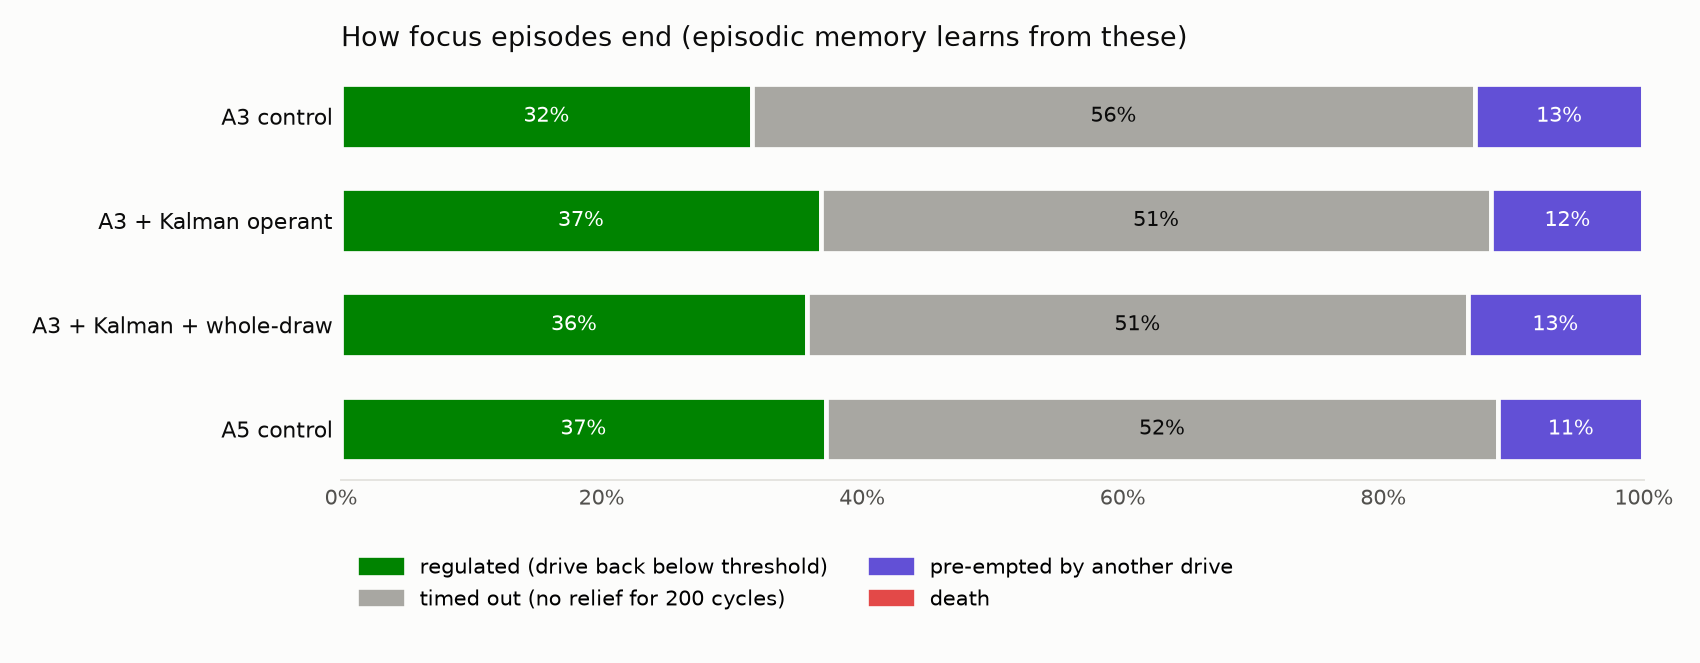 How focus episodes end (episodic memory learns from these)
A3 control
32%
56%
13%
A3 + Kalman operant
37%
51%
12%
A3 + Kalman + whole-draw
36%
51%
13%
A5 control
37%
52%
11%
0%
20%
40%
60%
80%
100%
regulated (drive back below threshold)
timed out (no relief for 200 cycles)
pre-empted by another drive
death